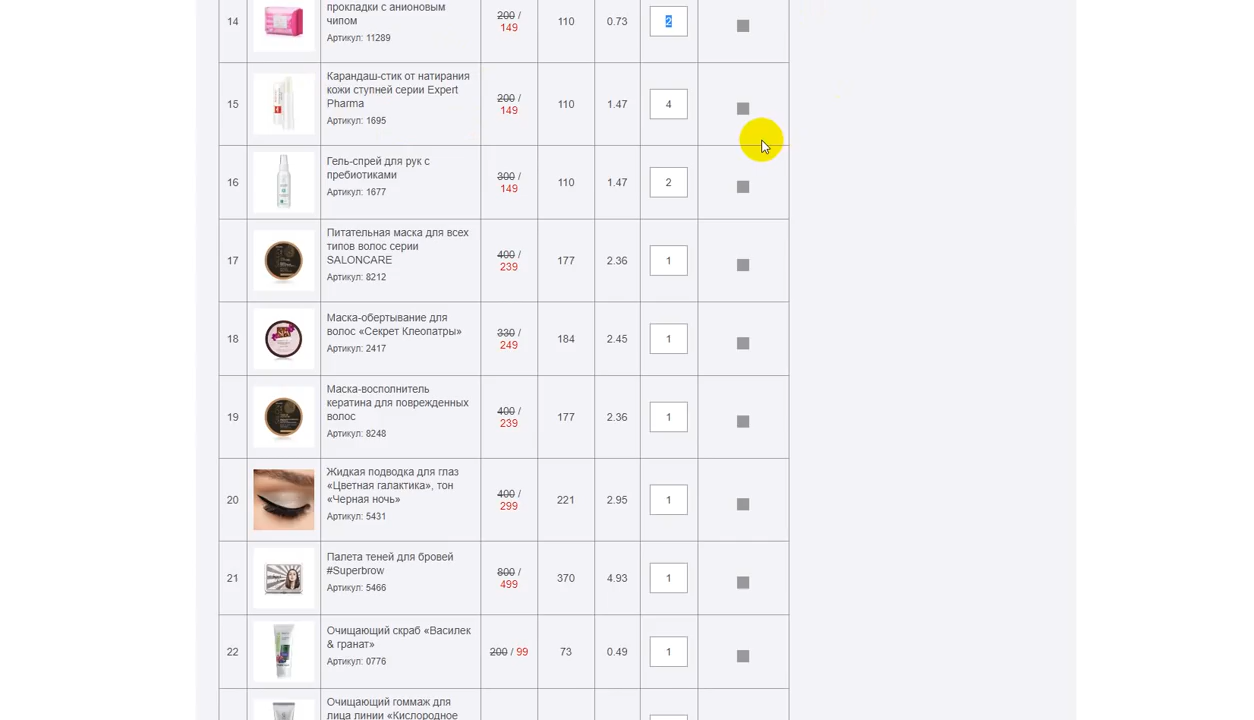 14
прокладки с анионовым
чипом
Артикул: 11289
200 /
149
110
0.73
2
15
Карандаш-стик от натирания
кожи ступней серии Expert
Pharma
Артикул: 1695
200 /
149
110
1.47
4
16
Гель-спрей для рук с
пребиотиками
Артикул: 1677
300 /
149
110
1.47
2
17
Питательная маска для всех
типов волос серии
SALONCARE
Артикул: 8212
400 /
239
177
2.36
1
18
Маска-обертывание для
волос «Секрет Клеопатры»
Артикул: 2417
330 /
249
184
2.45
1
19
Маска-восполнитель
кератина для поврежденных
волос
Артикул: 8248
400 /
239
177
2.36
1
20
Жидкая подводка для глаз
«Цветная галактика», тон
«Черная ночь»
Артикул: 5431
400 /
299
221
2.95
1
21
Палета теней для бровей
#Superbrow
Артикул: 5466
800 /
499
370
4.93
1
22
Очищающий скраб «Василек
& гранат»
Артикул: 0776
200 / 99
73
0.49
1
Очищающий гоммаж для
лица линии «Кислородное